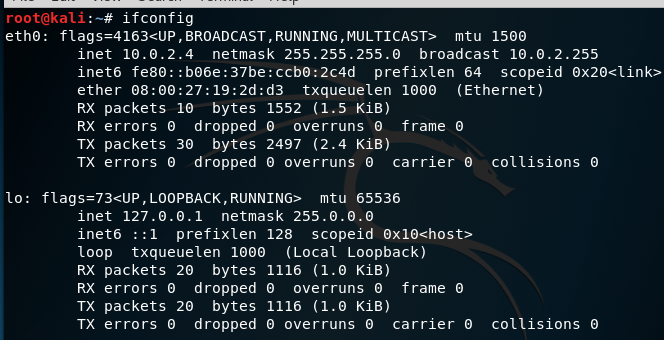 root@kali:~# ifconfig
eth0: flags=4163<UP,BROADCAST,RUNNING,MULTICAST>  mtu 1500
        inet 10.0.2.4  netmask 255.255.255.0  broadcast 10.0.2.255
        inet6 fe80::b06e:37be:ccb0:2c4d  prefixlen 64  scopeid 0x20<link>
        ether 08:00:27:19:2d:d3  txqueuelen 1000  (Ethernet)
        RX packets 10  bytes 1552 (1.5 KiB)
        RX errors 0  dropped 0  overruns 0  frame 0
        TX packets 30  bytes 2497 (2.4 KiB)
        TX errors 0  dropped 0 overruns 0  carrier 0  collisions 0

lo: flags=73<UP,LOOPBACK,RUNNING>  mtu 65536
        inet 127.0.0.1  netmask 255.0.0.0
        inet6 ::1  prefixlen 128  scopeid 0x10<host>
        loop  txqueuelen 1000  (Local Loopback)
        RX packets 20  bytes 1116 (1.0 KiB)
        RX errors 0  dropped 0  overruns 0  frame 0
        TX packets 20  bytes 1116 (1.0 KiB)
        TX errors 0  dropped 0 overruns 0  carrier 0  collisions 0